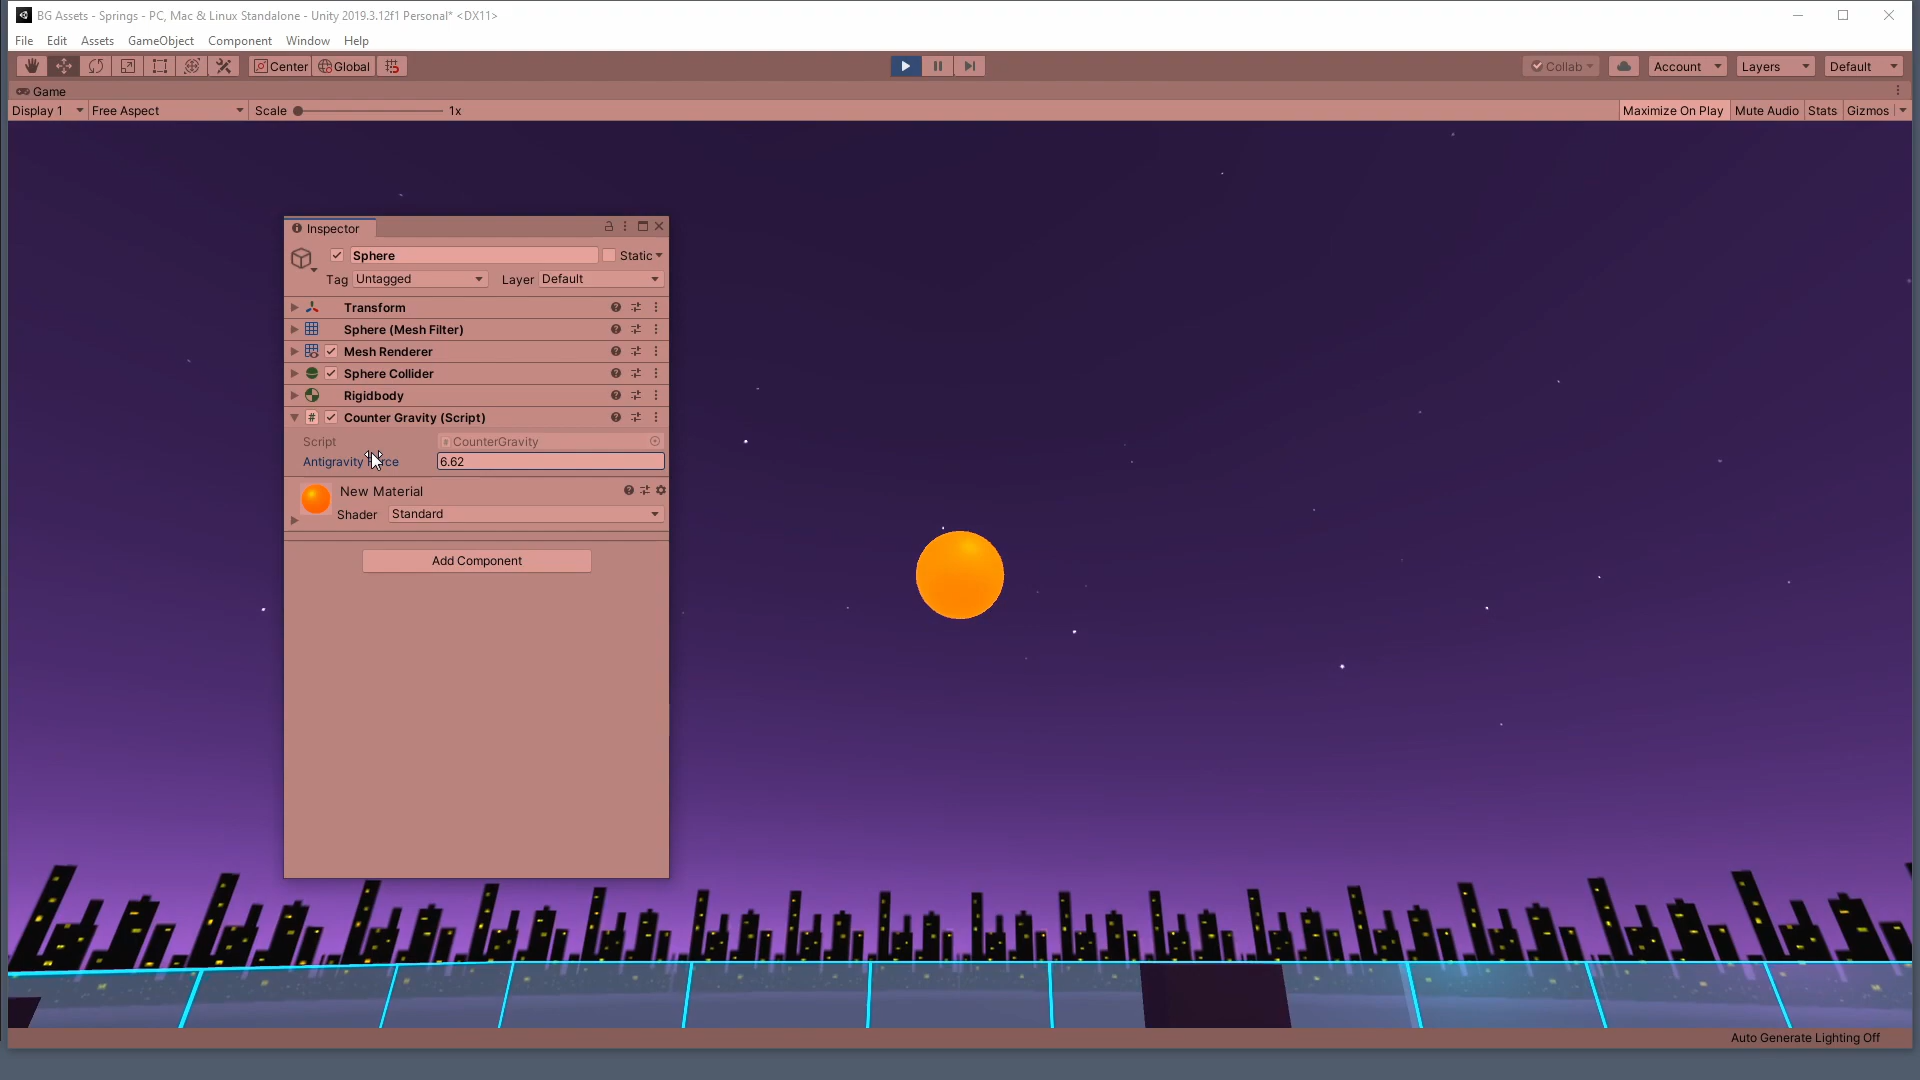 BG Assets - Springs - PC, Mac & Linux Standalone - Unity 2019.3.12f1 Personal* <DX11>
File Edit Assets GameObject Component Window Help
Center Global Collab Account Layers Default
Game
Display 1 Free Aspect Scale 1x Maximize On Play Mute Audio Stats Gizmos
Inspector
Sphere Static
Tag Untagged Layer Default
Transform
Sphere (Mesh Filter)
Mesh Renderer
Sphere Collider
Rigidbody
# Counter Gravity (Script)
Script # CounterGravity
Antigravity 6.62
New Material
Shader Standard
Add Component
Auto Generate Lighting Off